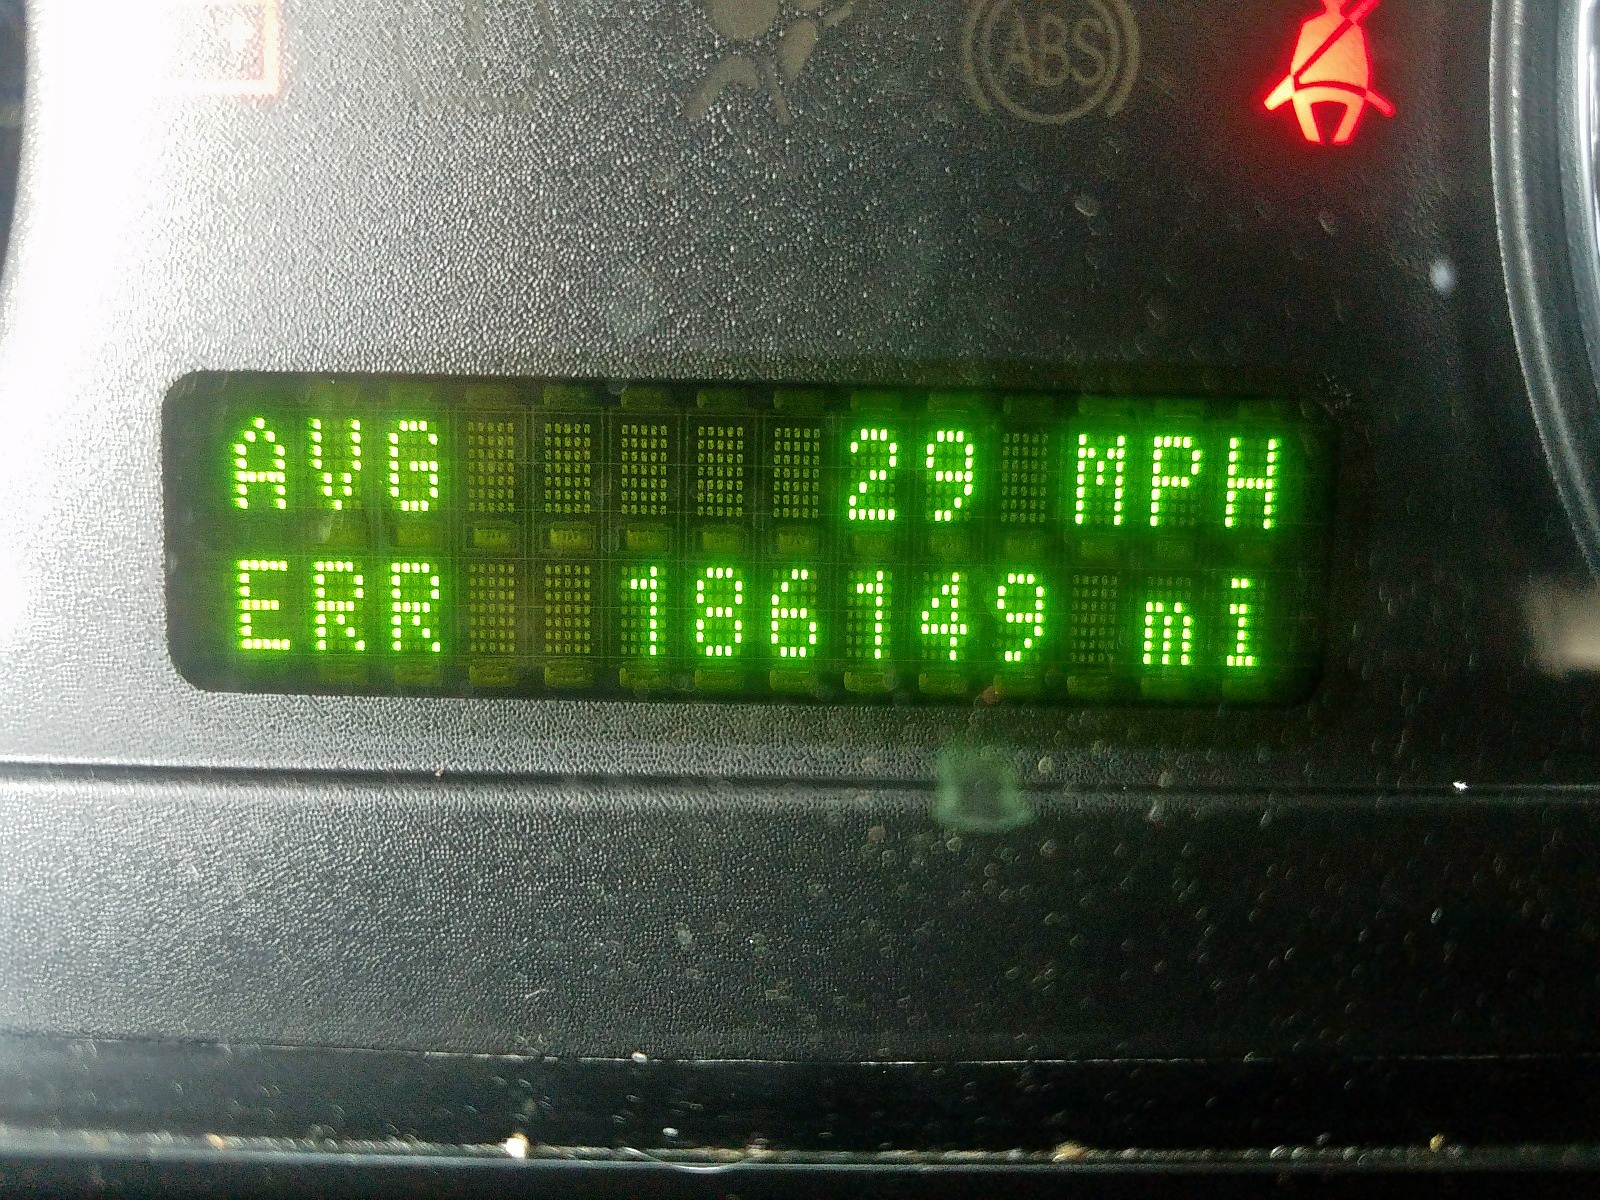 ABS
AVG 29 MPH
ERR 186149 mi